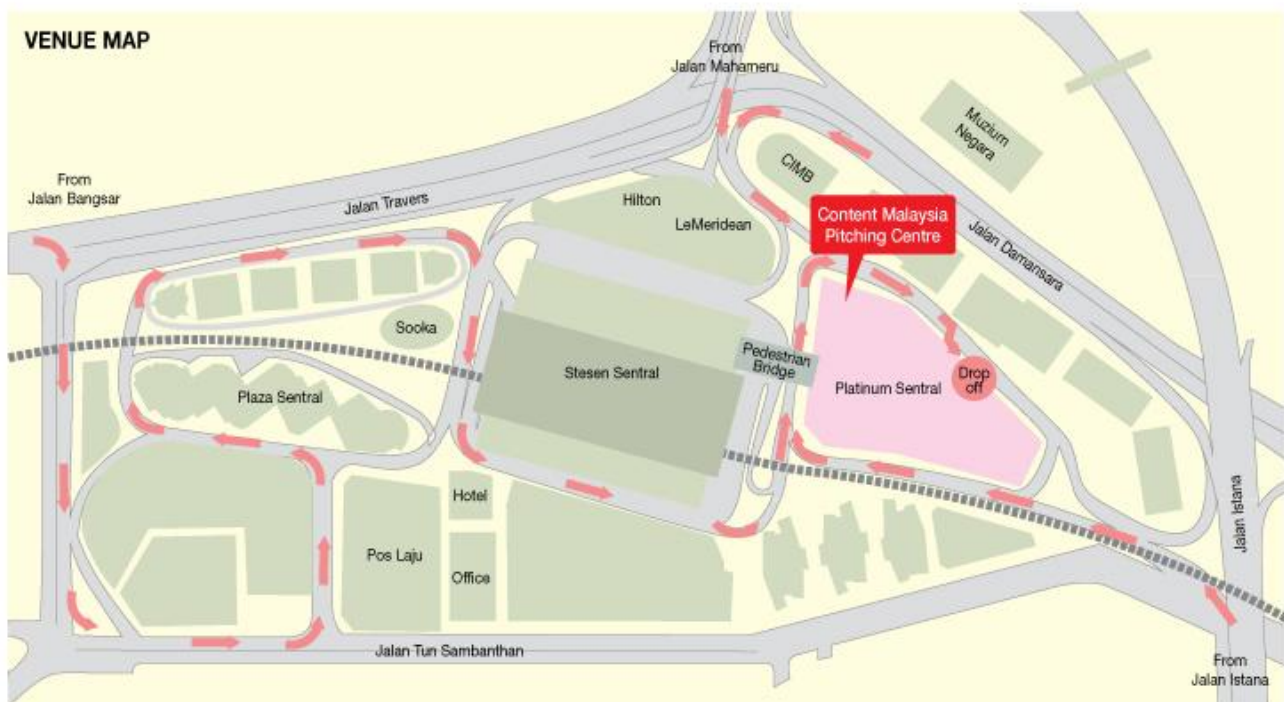 VENUE MAP
From
Jalan Mahameru
Muzium
Negara
From
Jalan Bangsar
Jalan Travers
CIMB
Hilton
LeMeridean
Content Malaysia
Pitching Centre
Jalan Damansara
Sooka
Stesen Sentral
Pedestrian
Bridge
Plaza Sentral
Platinum Sentral
Drop
off
Hotel
Pos Laju
Office
Jalan Istana
Jalan Tun Sambanthan
From
Jalan Istana